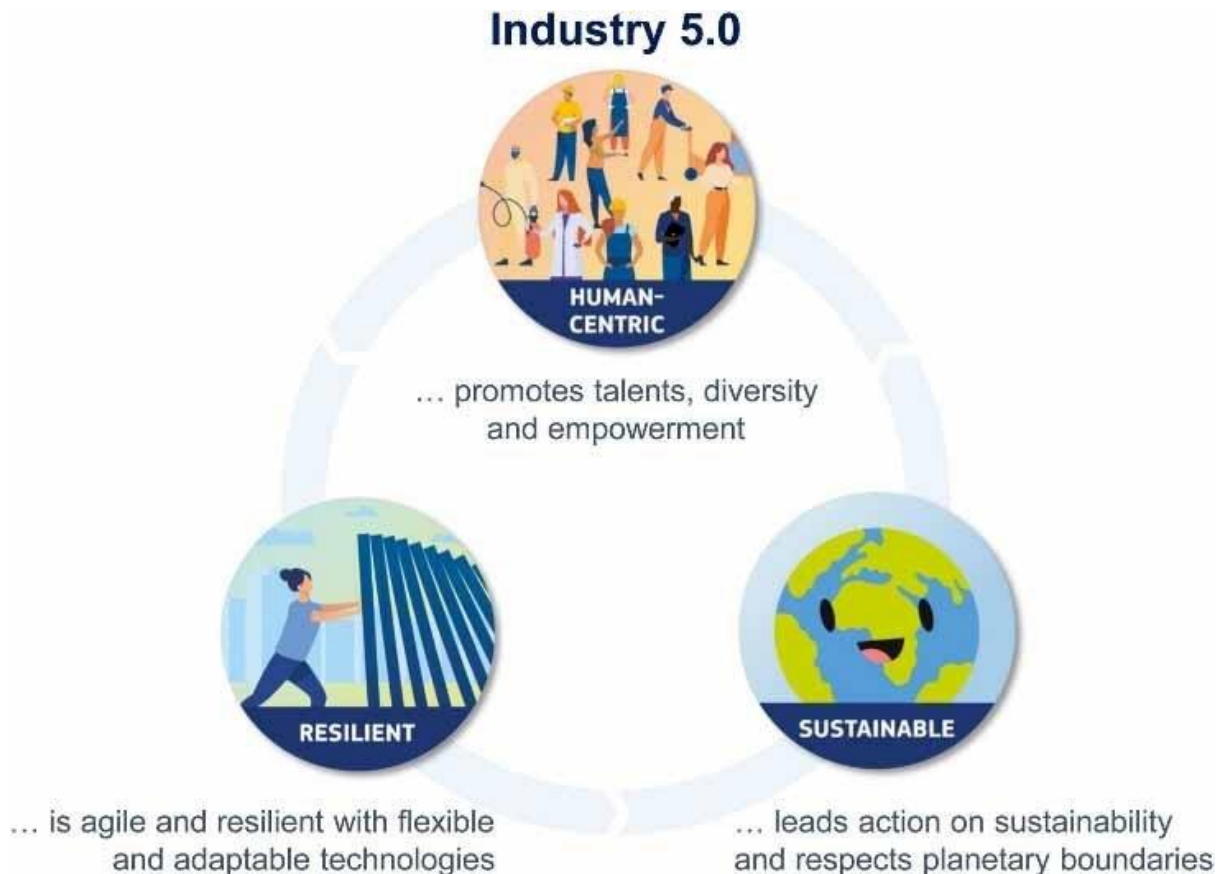 Industry 5.0
HUMAN-
CENTRIC
… promotes talents, diversity
and empowerment
RESILIENT
SUSTAINABLE
… is agile and resilient with flexible
and adaptable technologies
… leads action on sustainability
and respects planetary boundaries